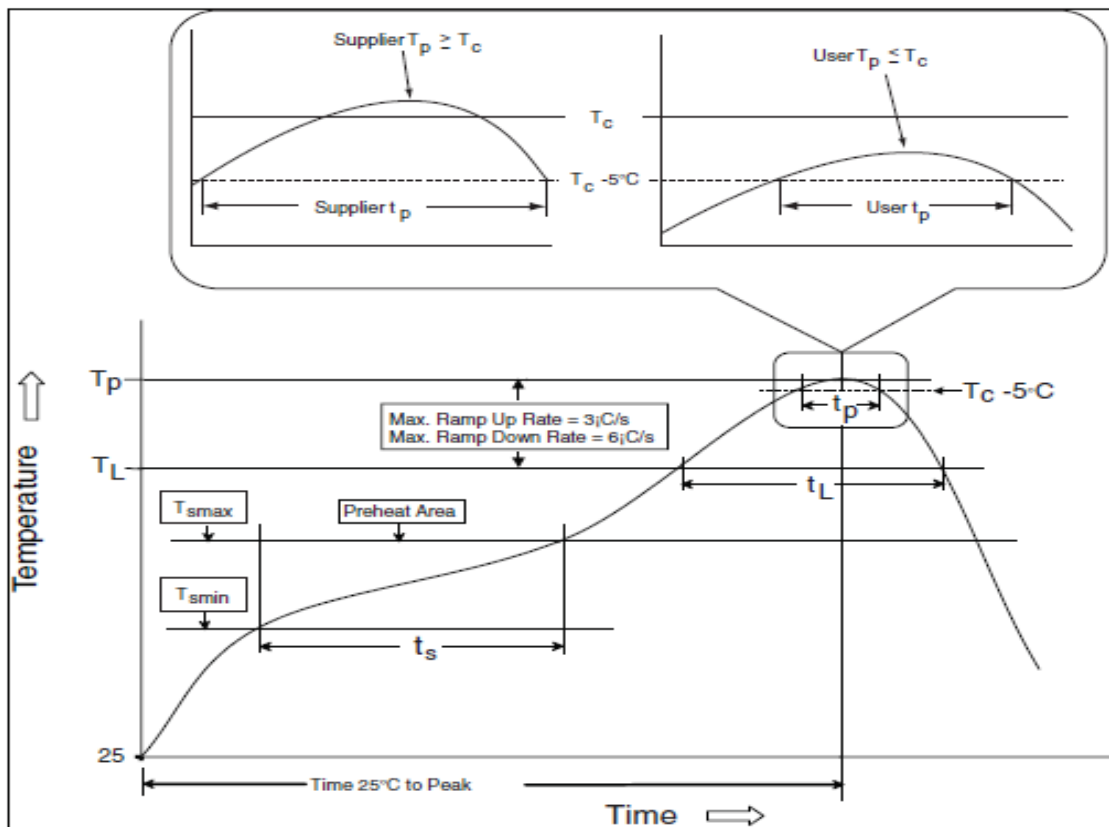 Supplier Tp ≥ Tc
User Tp ≤ Tc
Tc
Tc -5°C
Supplier tp
User tp
Tp
Tc -5°C
tp
Max. Ramp Up Rate = 3¡C/s
Max. Ramp Down Rate = 6¡C/s
TL
tL
Tsmax
Preheat Area
Tsmin
ts
Temperature
25
Time 25°C to Peak
Time